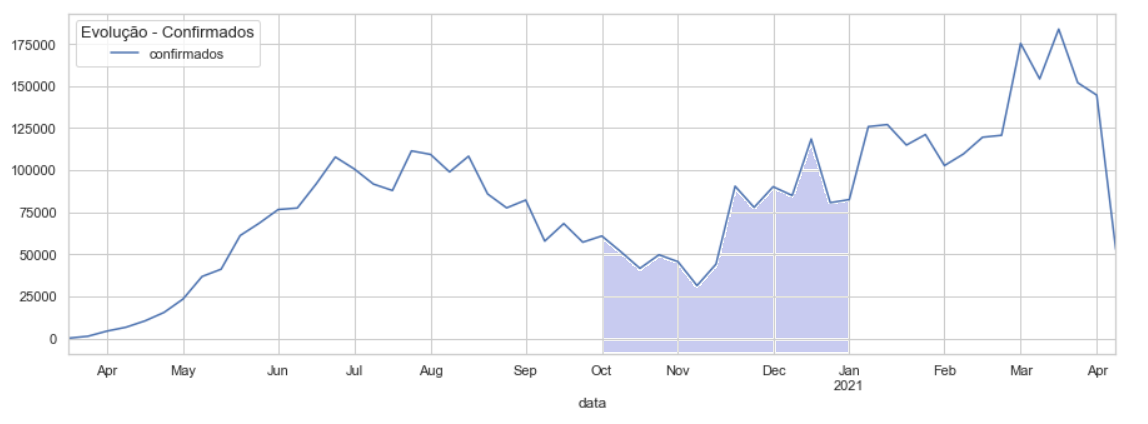 Evolução - Confirmados
confirmados
175000
150000
125000
100000
75000
50000
25000
0
Apr May Jun Jul Aug Sep Oct Nov Dec Jan Feb Mar Apr
2021
data